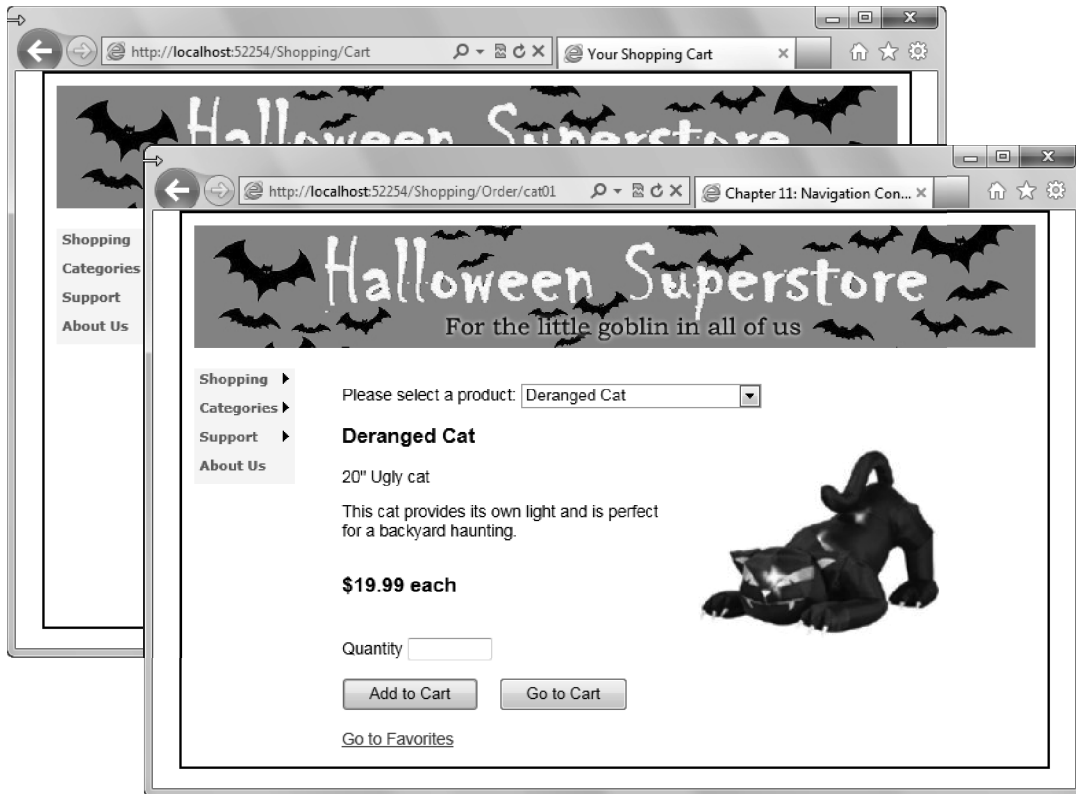 http://localhost:52254/Shopping/Cart
Your Shopping Cart
Halloween Superstore
Shopping
Categories
Support
About Us
http://localhost:52254/Shopping/Order/cat01
Chapter 11: Navigation Con...
Halloween Superstore
For the little goblin in all of us
Shopping
Categories
Support
About Us
Please select a product: Deranged Cat
Deranged Cat
20" Ugly cat
This cat provides its own light and is perfect
for a backyard haunting.
$19.99 each
Quantity
Add to Cart Go to Cart
Go to Favorites